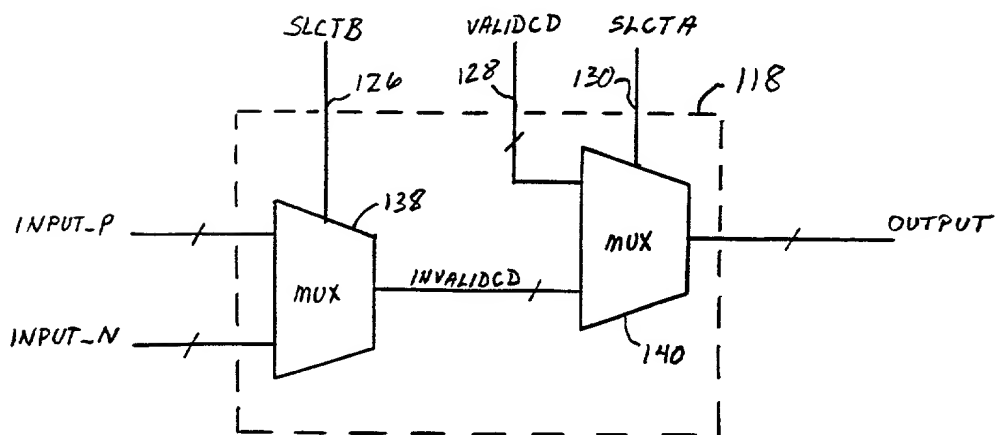 SLCTB
VALIDCD
SLCTA
126
128
130
118
INPUT_P
138
MUX
OUTPUT
INVALIDCD
MUX
INPUT_N
140